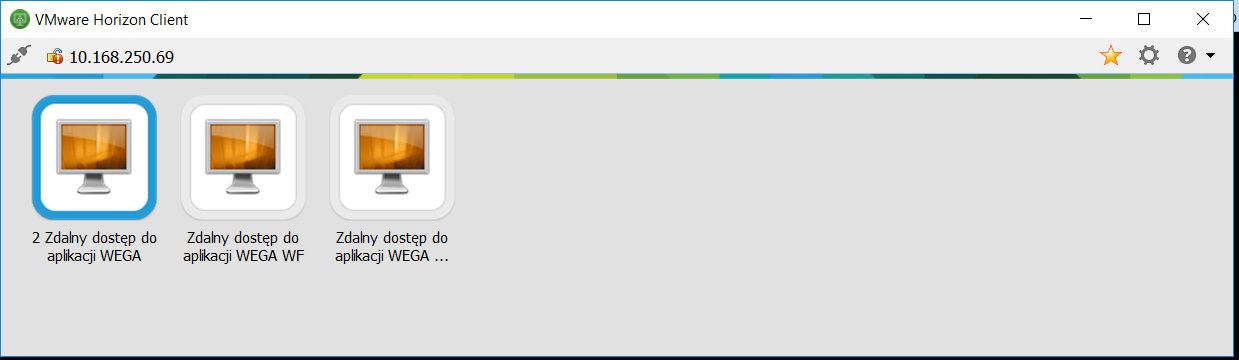 VMware Horizon Client
10.168.250.69
2 Zdalny dostęp do
aplikacji WEGA
Zdalny dostęp do
aplikacji WEGA WF
Zdalny dostęp do
aplikacji WEGA ...